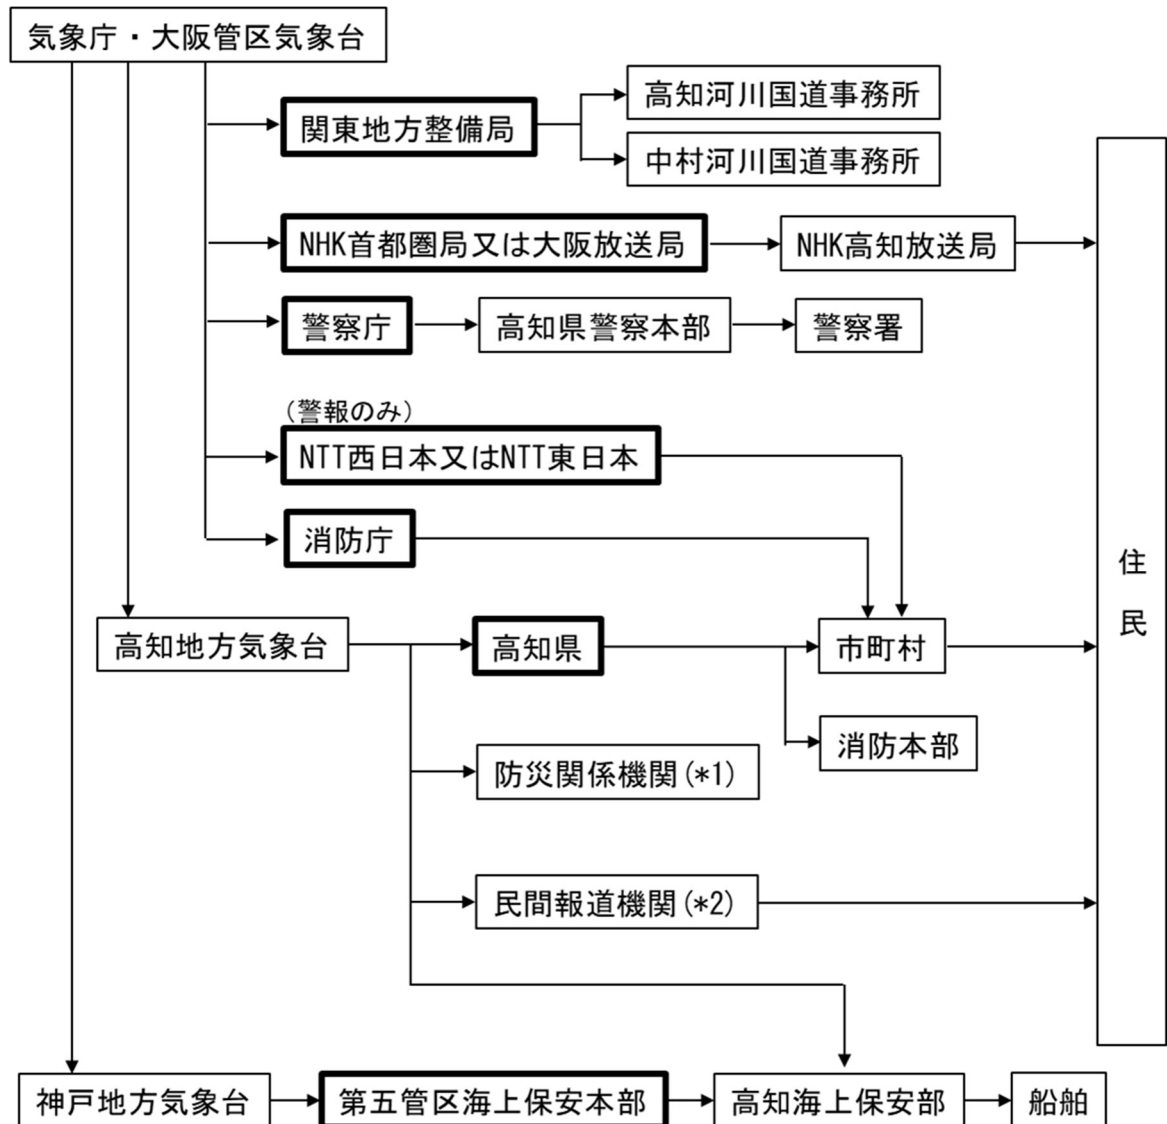 気象庁・大阪管区気象台
関東地方整備局
高知河川国道事務所
中村河川国道事務所
NHK首都圏局又は大阪放送局
NHK高知放送局
警察庁
高知県警察本部
警察署
（警報のみ）
NTT西日本又はNTT東日本
消防庁
高知地方気象台
高知県
市町村
消防本部
防災関係機関(*1)
民間報道機関(*2)
住民
神戸地方気象台
第五管区海上保安本部
高知海上保安部
船舶